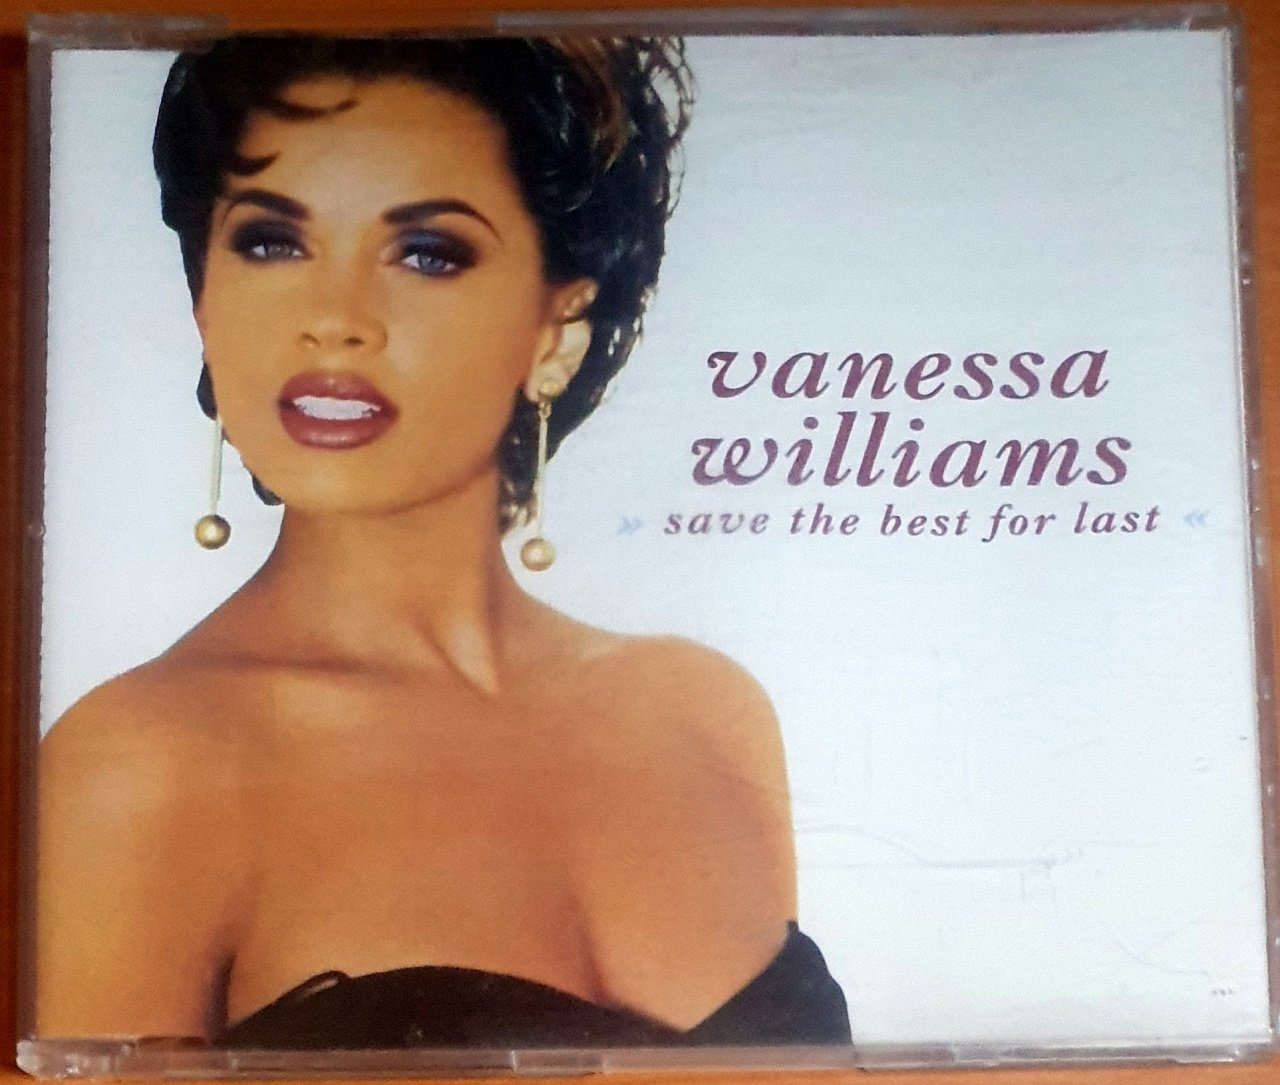 vanessa
williams
» save the best for last «